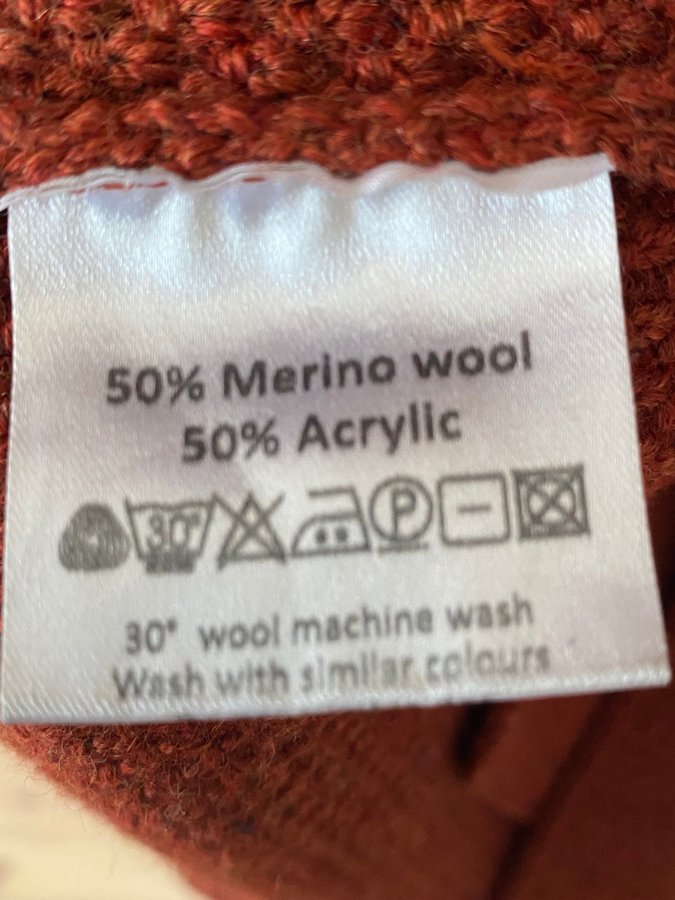 50% Merino wool
50% Acrylic
30° P
30° wool machine wash
Wash with similar colours